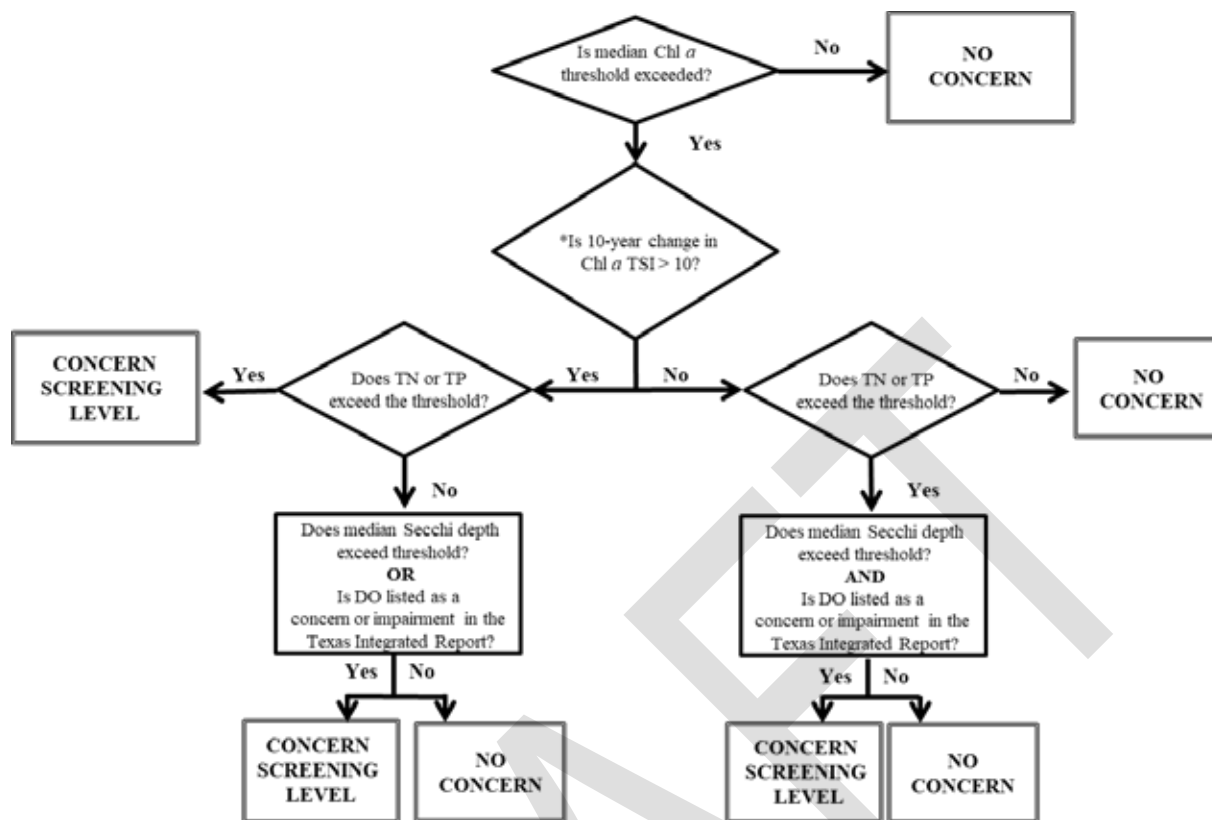 Is median Chl a
threshold exceeded?
No
NO
CONCERN
Yes
*Is 10-year change in
Chl a TSI > 10?
CONCERN
SCREENING
LEVEL
Yes
Does TN or TP
exceed the threshold?
Yes
No
Does TN or TP
exceed the threshold?
No
NO
CONCERN
No
Yes
Does median Secchi depth
exceed threshold?
OR
Is DO listed as a
concern or impairment in the
Texas Integrated Report?
Does median Secchi depth
exceed threshold?
AND
Is DO listed as a
concern or impairment in the
Texas Integrated Report?
Yes
No
Yes
No
CONCERN
SCREENING
LEVEL
NO
CONCERN
CONCERN
SCREENING
LEVEL
NO
CONCERN